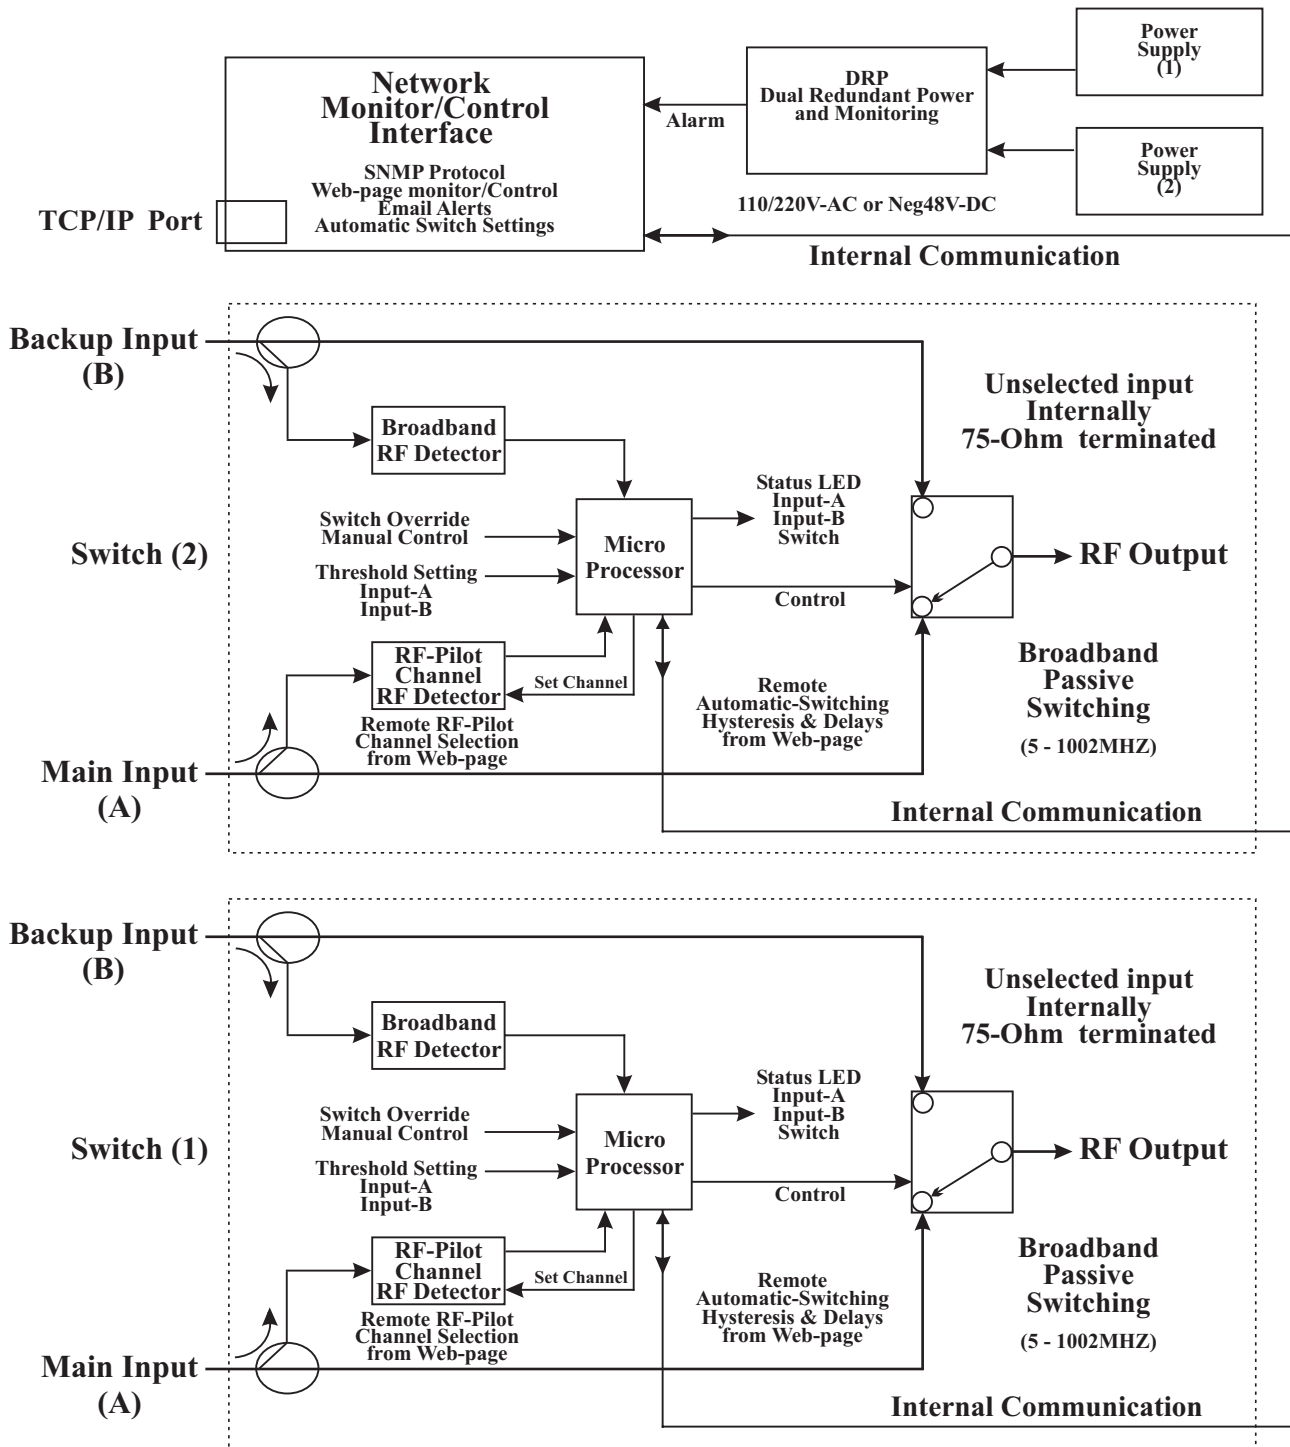 Power
Supply
(1)
DRP
Dual Redundant Power
and Monitoring
Network
Monitor/Control
Interface
Alarm
Power
Supply
(2)
SNMP Protocol
Web-page monitor/Control
Email Alerts
Automatic Switch Settings
TCP/IP Port
110/220V-AC or Neg48V-DC
Internal Communication
Backup Input
(B)
Unselected input
Internally
75-Ohm terminated
Broadband
RF Detector
Status LED
Input-A
Input-B
Switch
Switch Override
Manual Control
Switch (2)
Micro
Processor
RF Output
Threshold Setting
Input-A
Input-B
Control
RF-Pilot
Channel
RF Detector
Set Channel
Remote
Automatic-Switching
Hysteresis & Delays
from Web-page
Broadband
Passive
Switching
(5 - 1002MHZ)
Remote RF-Pilot
Channel Selection
from Web-page
Main Input
(A)
Internal Communication
Backup Input
(B)
Unselected input
Internally
75-Ohm terminated
Broadband
RF Detector
Status LED
Input-A
Input-B
Switch
Switch Override
Manual Control
Switch (1)
Micro
Processor
RF Output
Threshold Setting
Input-A
Input-B
Control
RF-Pilot
Channel
RF Detector
Set Channel
Remote
Automatic-Switching
Hysteresis & Delays
from Web-page
Broadband
Passive
Switching
(5 - 1002MHZ)
Remote RF-Pilot
Channel Selection
from Web-page
Main Input
(A)
Internal Communication